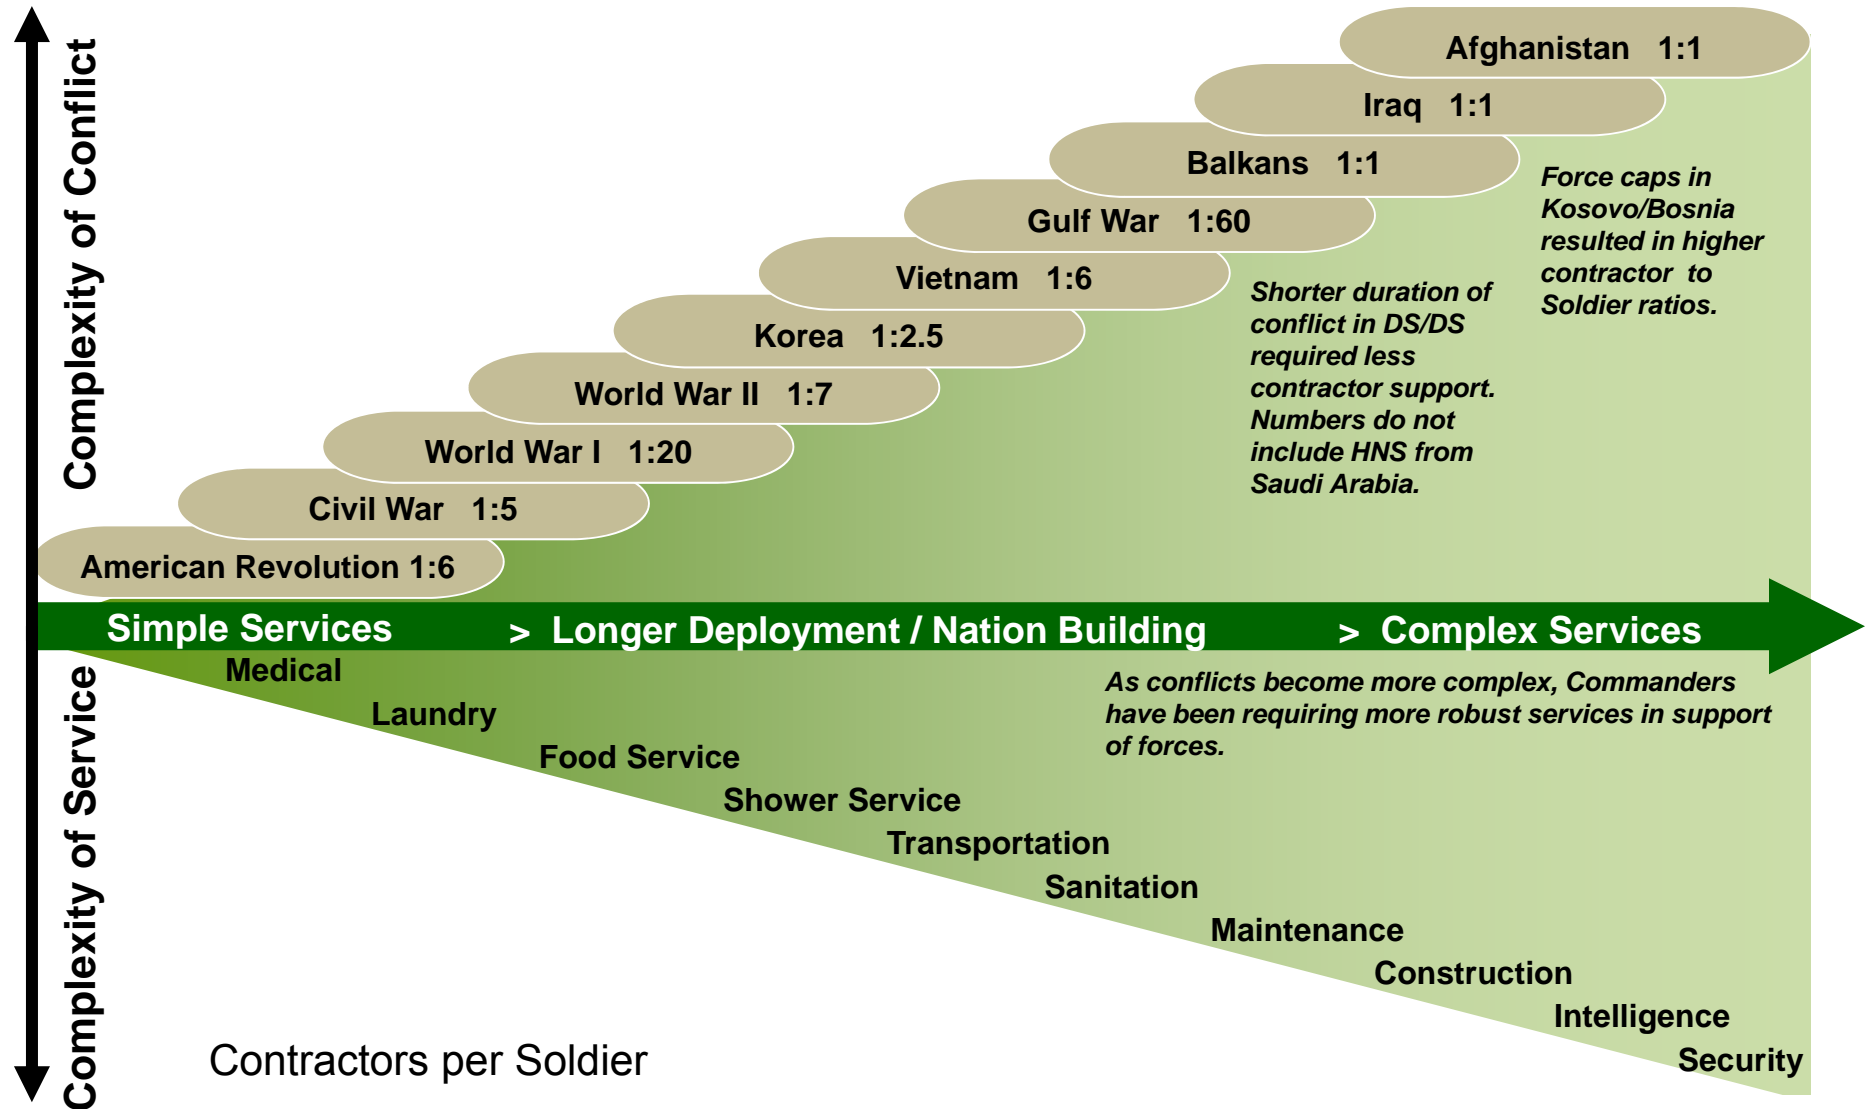 Complexity of Conflict
Afghanistan 1:1
Iraq 1:1
Balkans 1:1
Gulf War 1:60
Vietnam 1:6
Korea 1:2.5
World War II 1:7
World War I 1:20
Civil War 1:5
American Revolution 1:6
Force caps in
Kosovo/Bosnia
resulted in higher
contractor to
Soldier ratios.
Shorter duration of
conflict in DS/DS
required less
contractor support.
Numbers do not
include HNS from
Saudi Arabia.
Simple Services > Longer Deployment / Nation Building > Complex Services
Complexity of Service
Medical
Laundry
Food Service
Shower Service
Transportation
Sanitation
Maintenance
Construction
Intelligence
Security
As conflicts become more complex, Commanders
have been requiring more robust services in support
of forces.
Contractors per Soldier